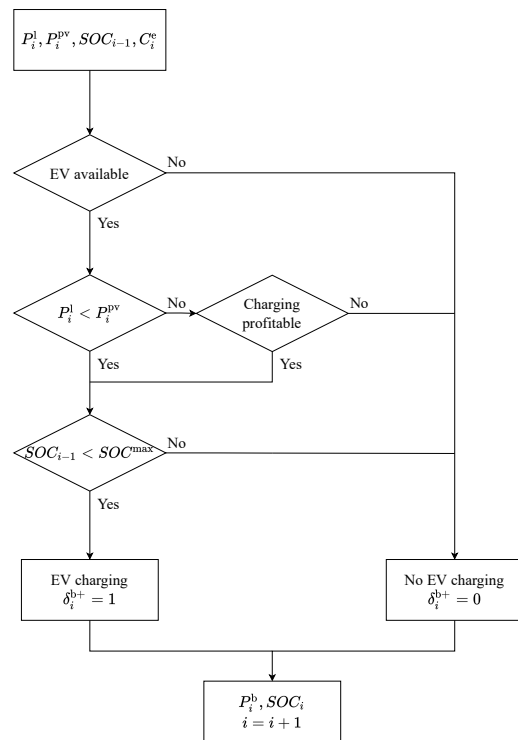 P_i^l, P_i^pv, SOC_{i−1}, C_i^e
EV available
No
Yes
P_i^l < P_i^pv
No
Charging
profitable
No
Yes
Yes
SOC_{i−1} < SOC^max
No
Yes
EV charging
δ_i^{b+} = 1
No EV charging
δ_i^{b+} = 0
P_i^b, SOC_i
i = i + 1